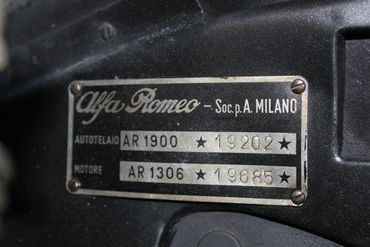 Alfa Romeo – Soc. p. A. MILANO
AUTOTELAIO AR 1900 ★ 19202 ★
MOTORE AR 1306 ★ 19685 ★